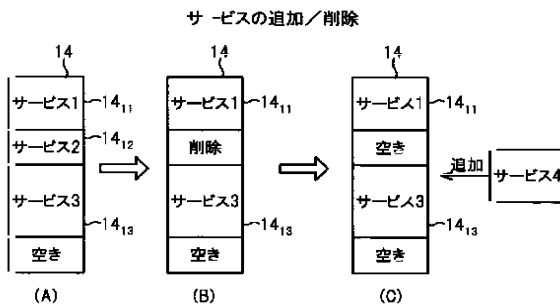 サービスの追加／削除
14
サービス1
14₁₁
サービス2
14₁₂
サービス3
14₁₃
空き
(A)
14
サービス1
14₁₁
削除
サービス3
14₁₃
空き
(B)
14
サービス1
14₁₁
空き
サービス3
14₁₃
空き
(C)
追加
サービス4